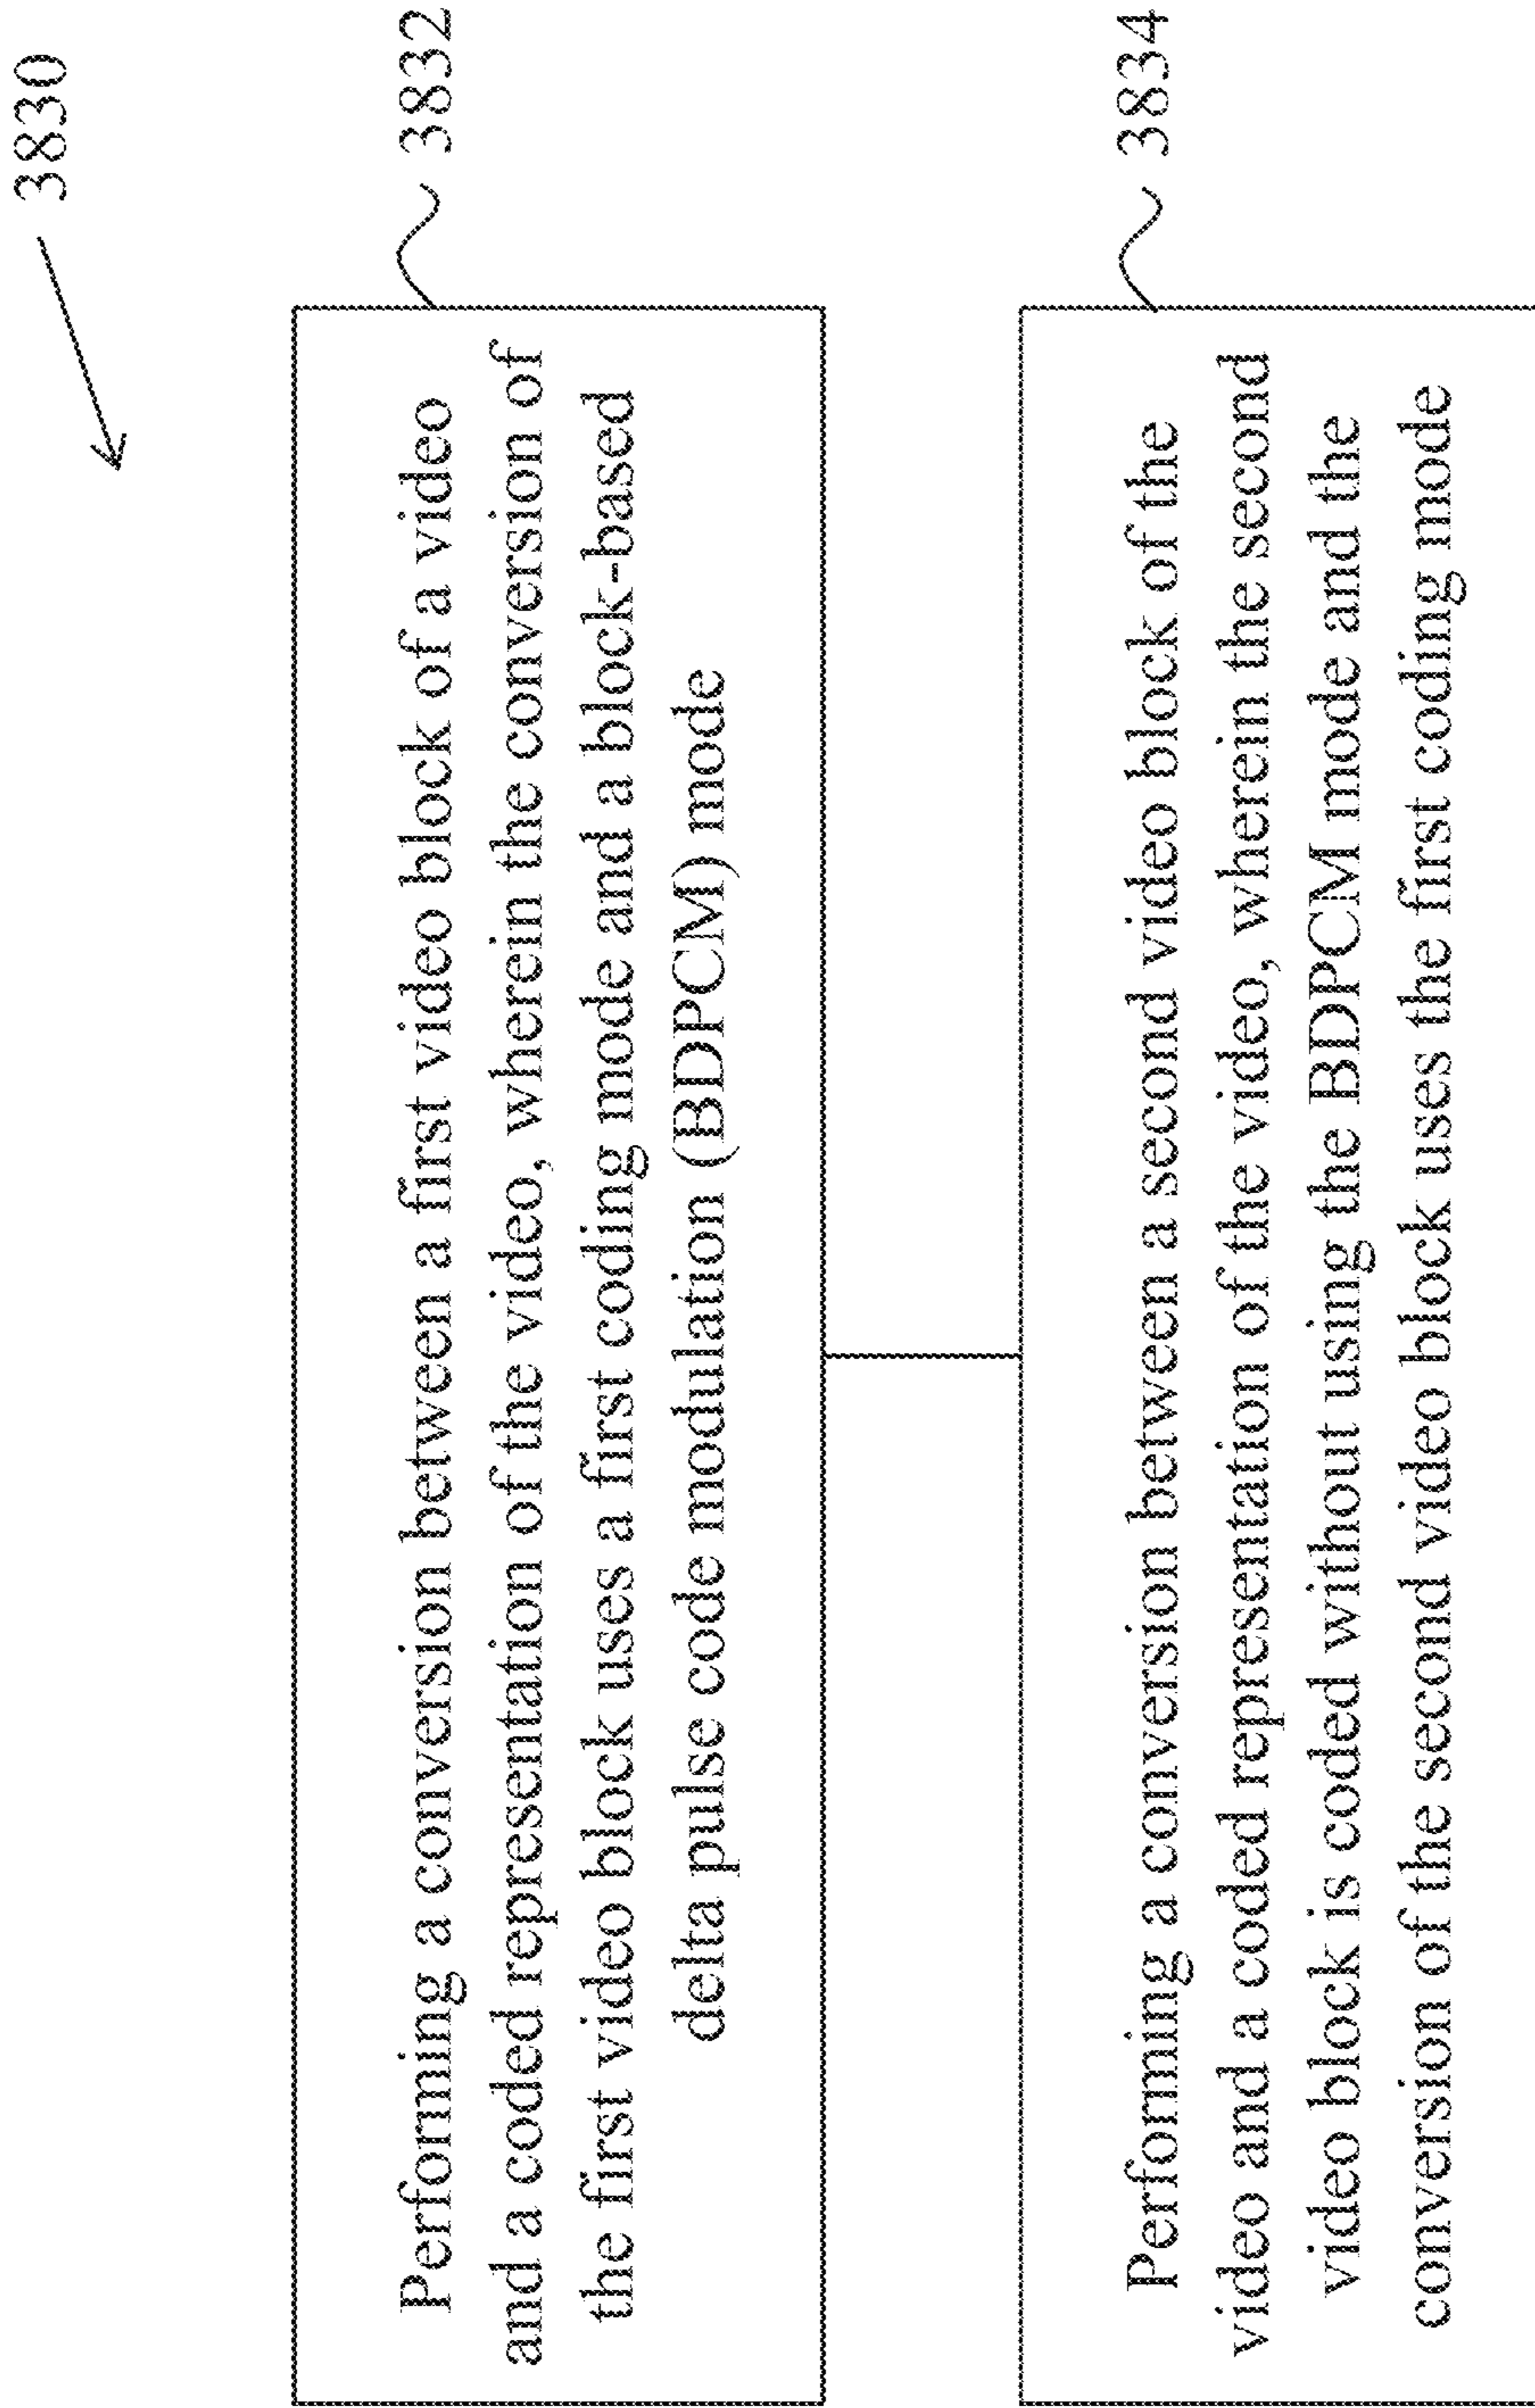 3830
Performing a conversion between a first video block of a video
and a coded representation of the video, wherein the conversion of
the first video block uses a first coding mode and a block-based
delta pulse code modulation (BDPCM) mode
3832
Performing a conversion between a second video block of the
video and a coded representation of the video, wherein the second
video block is coded without using the BDPCM mode and the
conversion of the second video block uses the first coding mode
3834